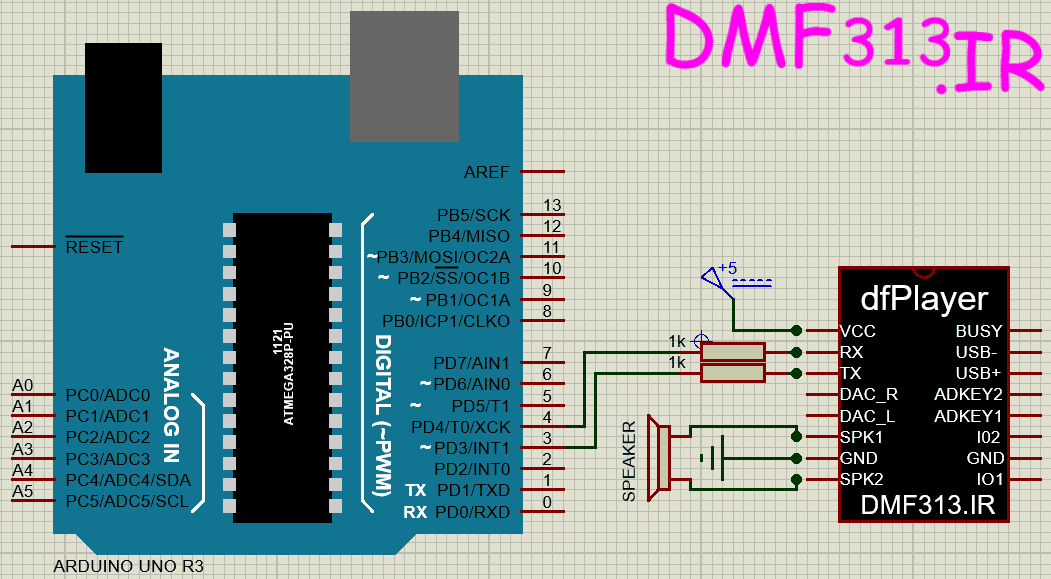 DMF313
.IR
AREF
RESET
13
PB5/SCK
12
PB4/MISO
11
~PB3/MOSI/OC2A
10
~ PB2/SS/OC1B
9
~ PB1/OC1A
8
PB0/ICP1/CLKO
7
PD7/AIN1
6
~ PD6/AIN0
5
~ PD5/T1
4
PD4/T0/XCK
3
~ PD3/INT1
2
PD2/INT0
1
TX PD1/TXD
0
RX PD0/RXD
DIGITAL (~PWM)
1121
ATMEGA328P-PU
ANALOG IN
A0
PC0/ADC0
A1
PC1/ADC1
A2
PC2/ADC2
A3
PC3/ADC3
A4
PC4/ADC4/SDA
A5
PC5/ADC5/SCL
ARDUINO UNO R3
+5
1k
1k
SPEAKER
dfPlayer
VCC BUSY
RX USB-
TX USB+
DAC_R ADKEY2
DAC_L ADKEY1
SPK1 I02
GND GND
SPK2 IO1
DMF313.IR